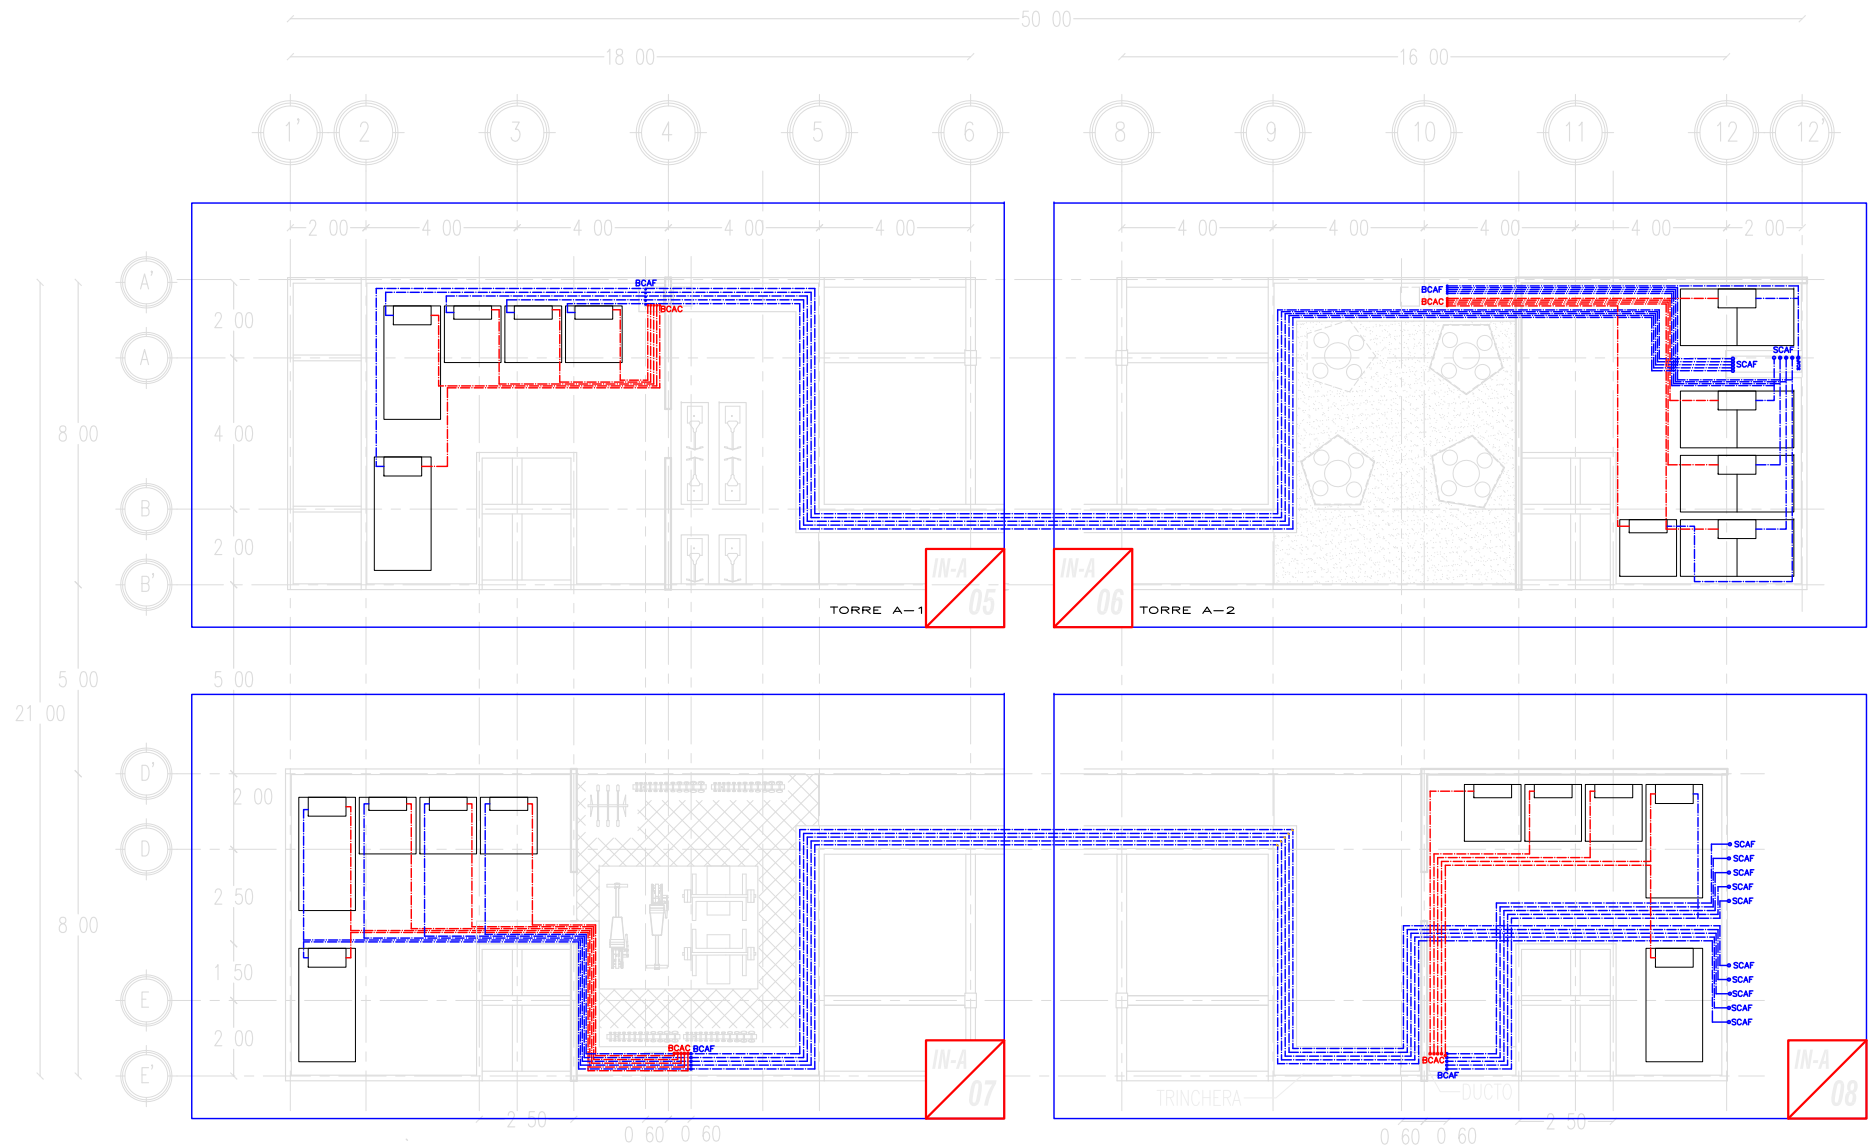 50 00
18 00
16 00
1'
2
3
4
5
6
8
9
10
11
12
12'
2 00
4 00
4 00
4 00
4 00
4 00
4 00
4 00
4 00
2 00
A'
BCAF
BCAC
BCAF
BCAC
2 00
A
SCAF
SCAF
8 00
4 00
B
2 00
B'
IN-A
05
IN-A
06
TORRE A-1
TORRE A-2
5 00
5 00
21 00
D'
2 00
D
SCAF
SCAF
SCAF
SCAF
SCAF
8 00
2 50
SCAF
SCAF
SCAF
SCAF
SCAF
1 50
E
2 00
BCAC BCAF
BCAC
BCAF
E'
IN-A
07
IN-A
08
TRINCHERA
DUCTO
2 50
0 60
0 60
0 60
0 60
2 50